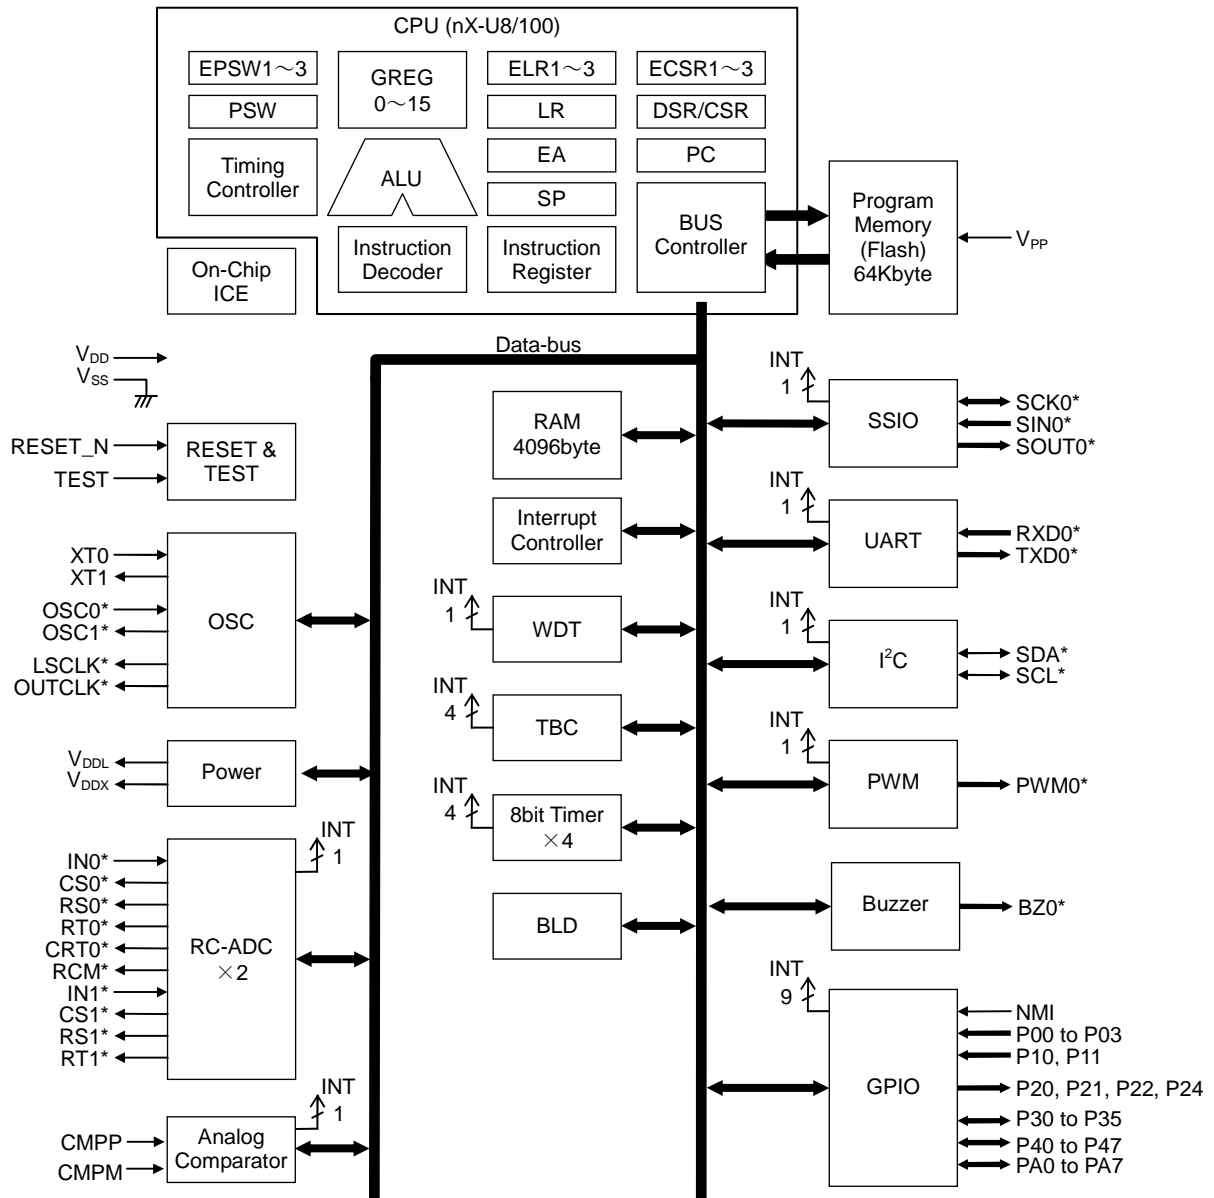 CPU (nX-U8/100)
EPSW1～3
GREG
0～15
ELR1～3
ECSR1～3
PSW
LR
DSR/CSR
Timing
Controller
ALU
EA
PC
SP
BUS
Controller
Program
Memory
(Flash)
64Kbyte
VPP
On-Chip
ICE
Instruction
Decoder
Instruction
Register
Data-bus
VDD
VSS
RESET_N
TEST
RESET &
TEST
XT0
XT1
OSC0*
OSC1*
LSCLK*
OUTCLK*
OSC
VDDL
VDDX
Power
IN0*
CS0*
RS0*
RT0*
CRT0*
RCM*
IN1*
CS1*
RS1*
RT1*
RC-ADC
×2
INT
1
CMPP
CMPM
Analog
Comparator
INT
1
RAM
4096byte
Interrupt
Controller
INT
1
WDT
INT
4
TBC
INT
4
8bit Timer
×4
BLD
INT
1
SSIO
SCK0*
SIN0*
SOUT0*
INT
1
UART
RXD0*
TXD0*
INT
1
I²C
SDA*
SCL*
INT
1
PWM
PWM0*
Buzzer
BZ0*
INT
9
GPIO
NMI
P00 to P03
P10, P11
P20, P21, P22, P24
P30 to P35
P40 to P47
PA0 to PA7